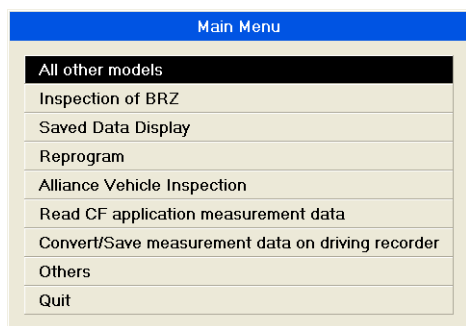 Main Menu
All other models
Inspection of BRZ
Saved Data Display
Reprogram
Alliance Vehicle Inspection
Read CF application measurement data
Convert/Save measurement data on driving recorder
Others
Quit